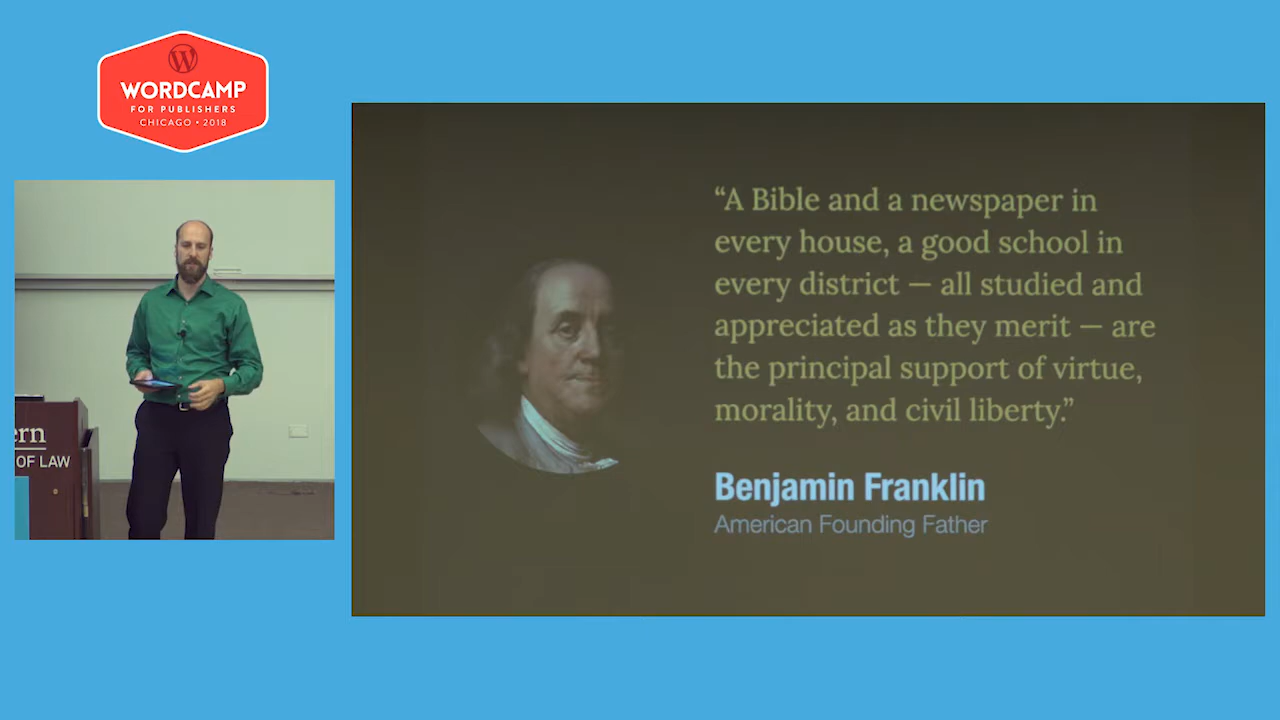 WORDCAMP
FOR PUBLISHERS
CHICAGO • 2018
ern
OF LAW
“A Bible and a newspaper in
every house, a good school in
every district — all studied and
appreciated as they merit — are
the principal support of virtue,
morality, and civil liberty.”
Benjamin Franklin
American Founding Father